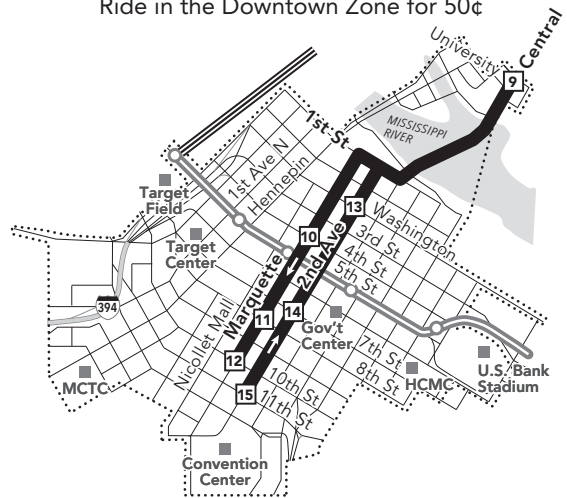 Ride in the Downtown Zone for 50¢
University
Central
9
1st St
MISSISSIPPI
RIVER
1st Ave N
Hennepin
Target
Field
13
Washington
10
3rd St
Target
Center
4th St
2nd Ave
5th St
Marquette
394
Nicollet Mall
11
14
Gov't
Center
7th St
8th St
12
U.S. Bank
Stadium
MCTC
HCMC
15
10th St
11th St
Convention
Center